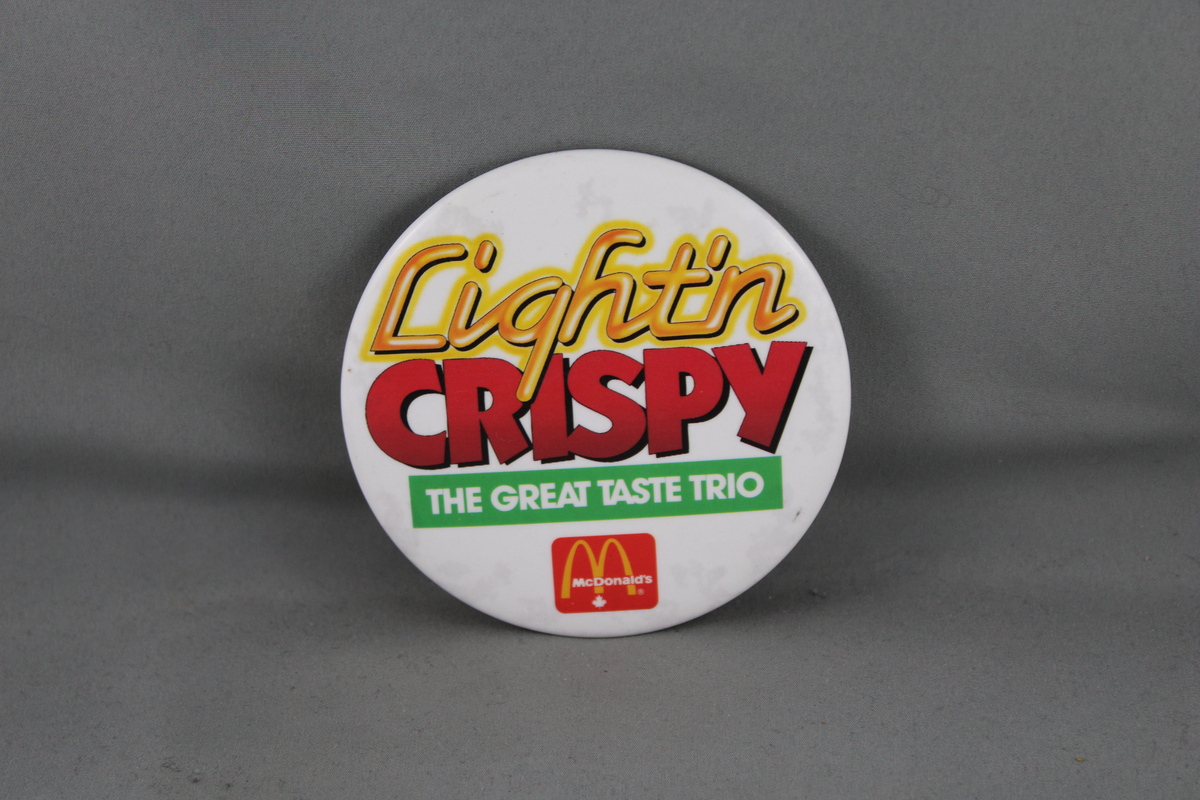 Light'n
CRISPY
THE GREAT TASTE TRIO
McDonald's®